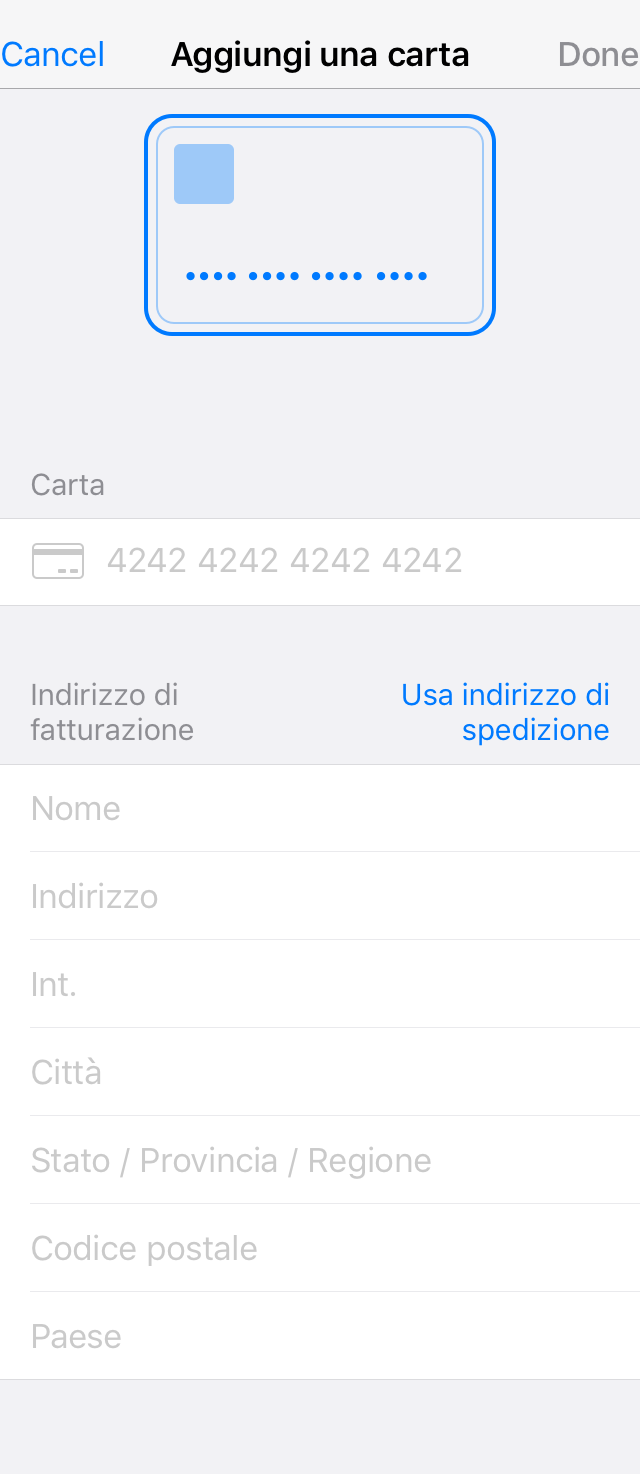 Cancel Aggiungi una carta Done
•••• •••• •••• ••••
Carta
4242 4242 4242 4242
Indirizzo di fatturazione
Usa indirizzo di spedizione
Nome
Indirizzo
Int.
Città
Stato / Provincia / Regione
Codice postale
Paese